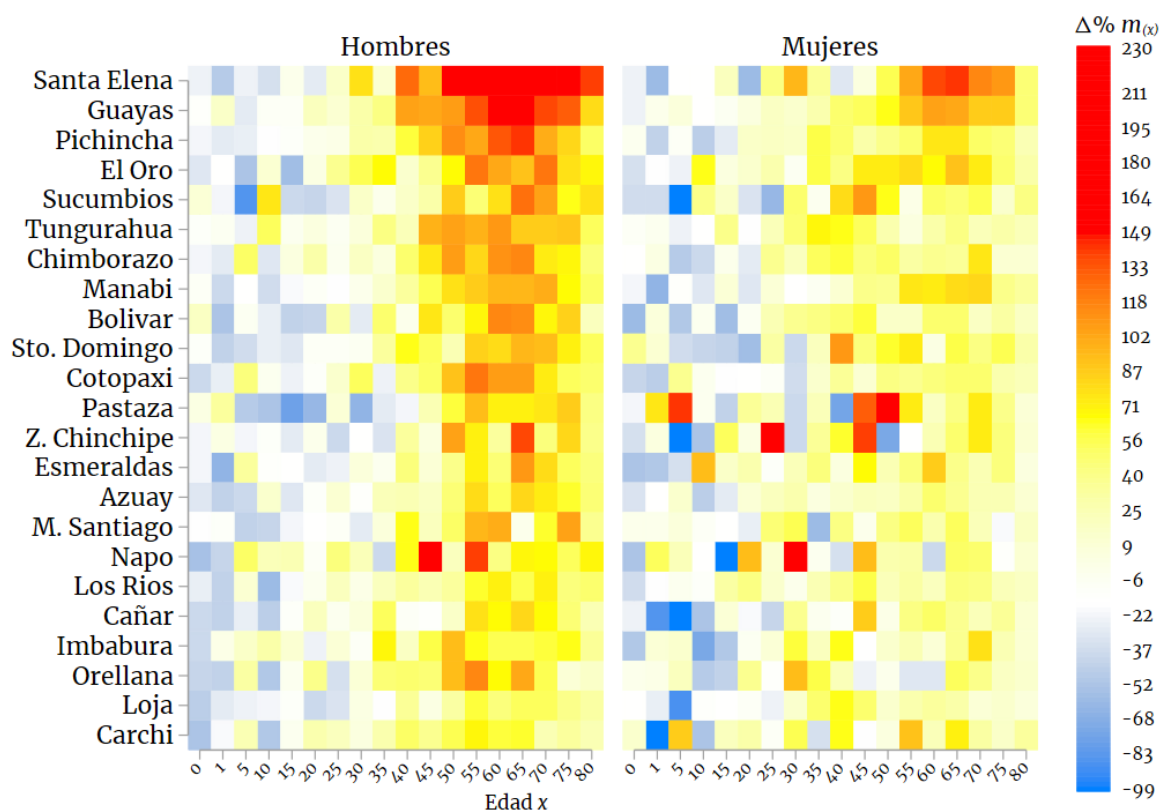 Δ% m(x)
Hombres
Mujeres
Santa Elena
Guayas
Pichincha
El Oro
Sucumbios
Tungurahua
Chimborazo
Manabi
Bolivar
Sto. Domingo
Cotopaxi
Pastaza
Z. Chinchipe
Esmeraldas
Azuay
M. Santiago
Napo
Los Rios
Cañar
Imbabura
Orellana
Loja
Carchi
0 1 5 10 15 20 25 30 35 40 45 50 55 60 65 70 75 80
0 1 5 10 15 20 25 30 35 40 45 50 55 60 65 70 75 80
Edad x
230
211
195
180
164
149
133
118
102
87
71
56
40
25
9
-6
-22
-37
-52
-68
-83
-99